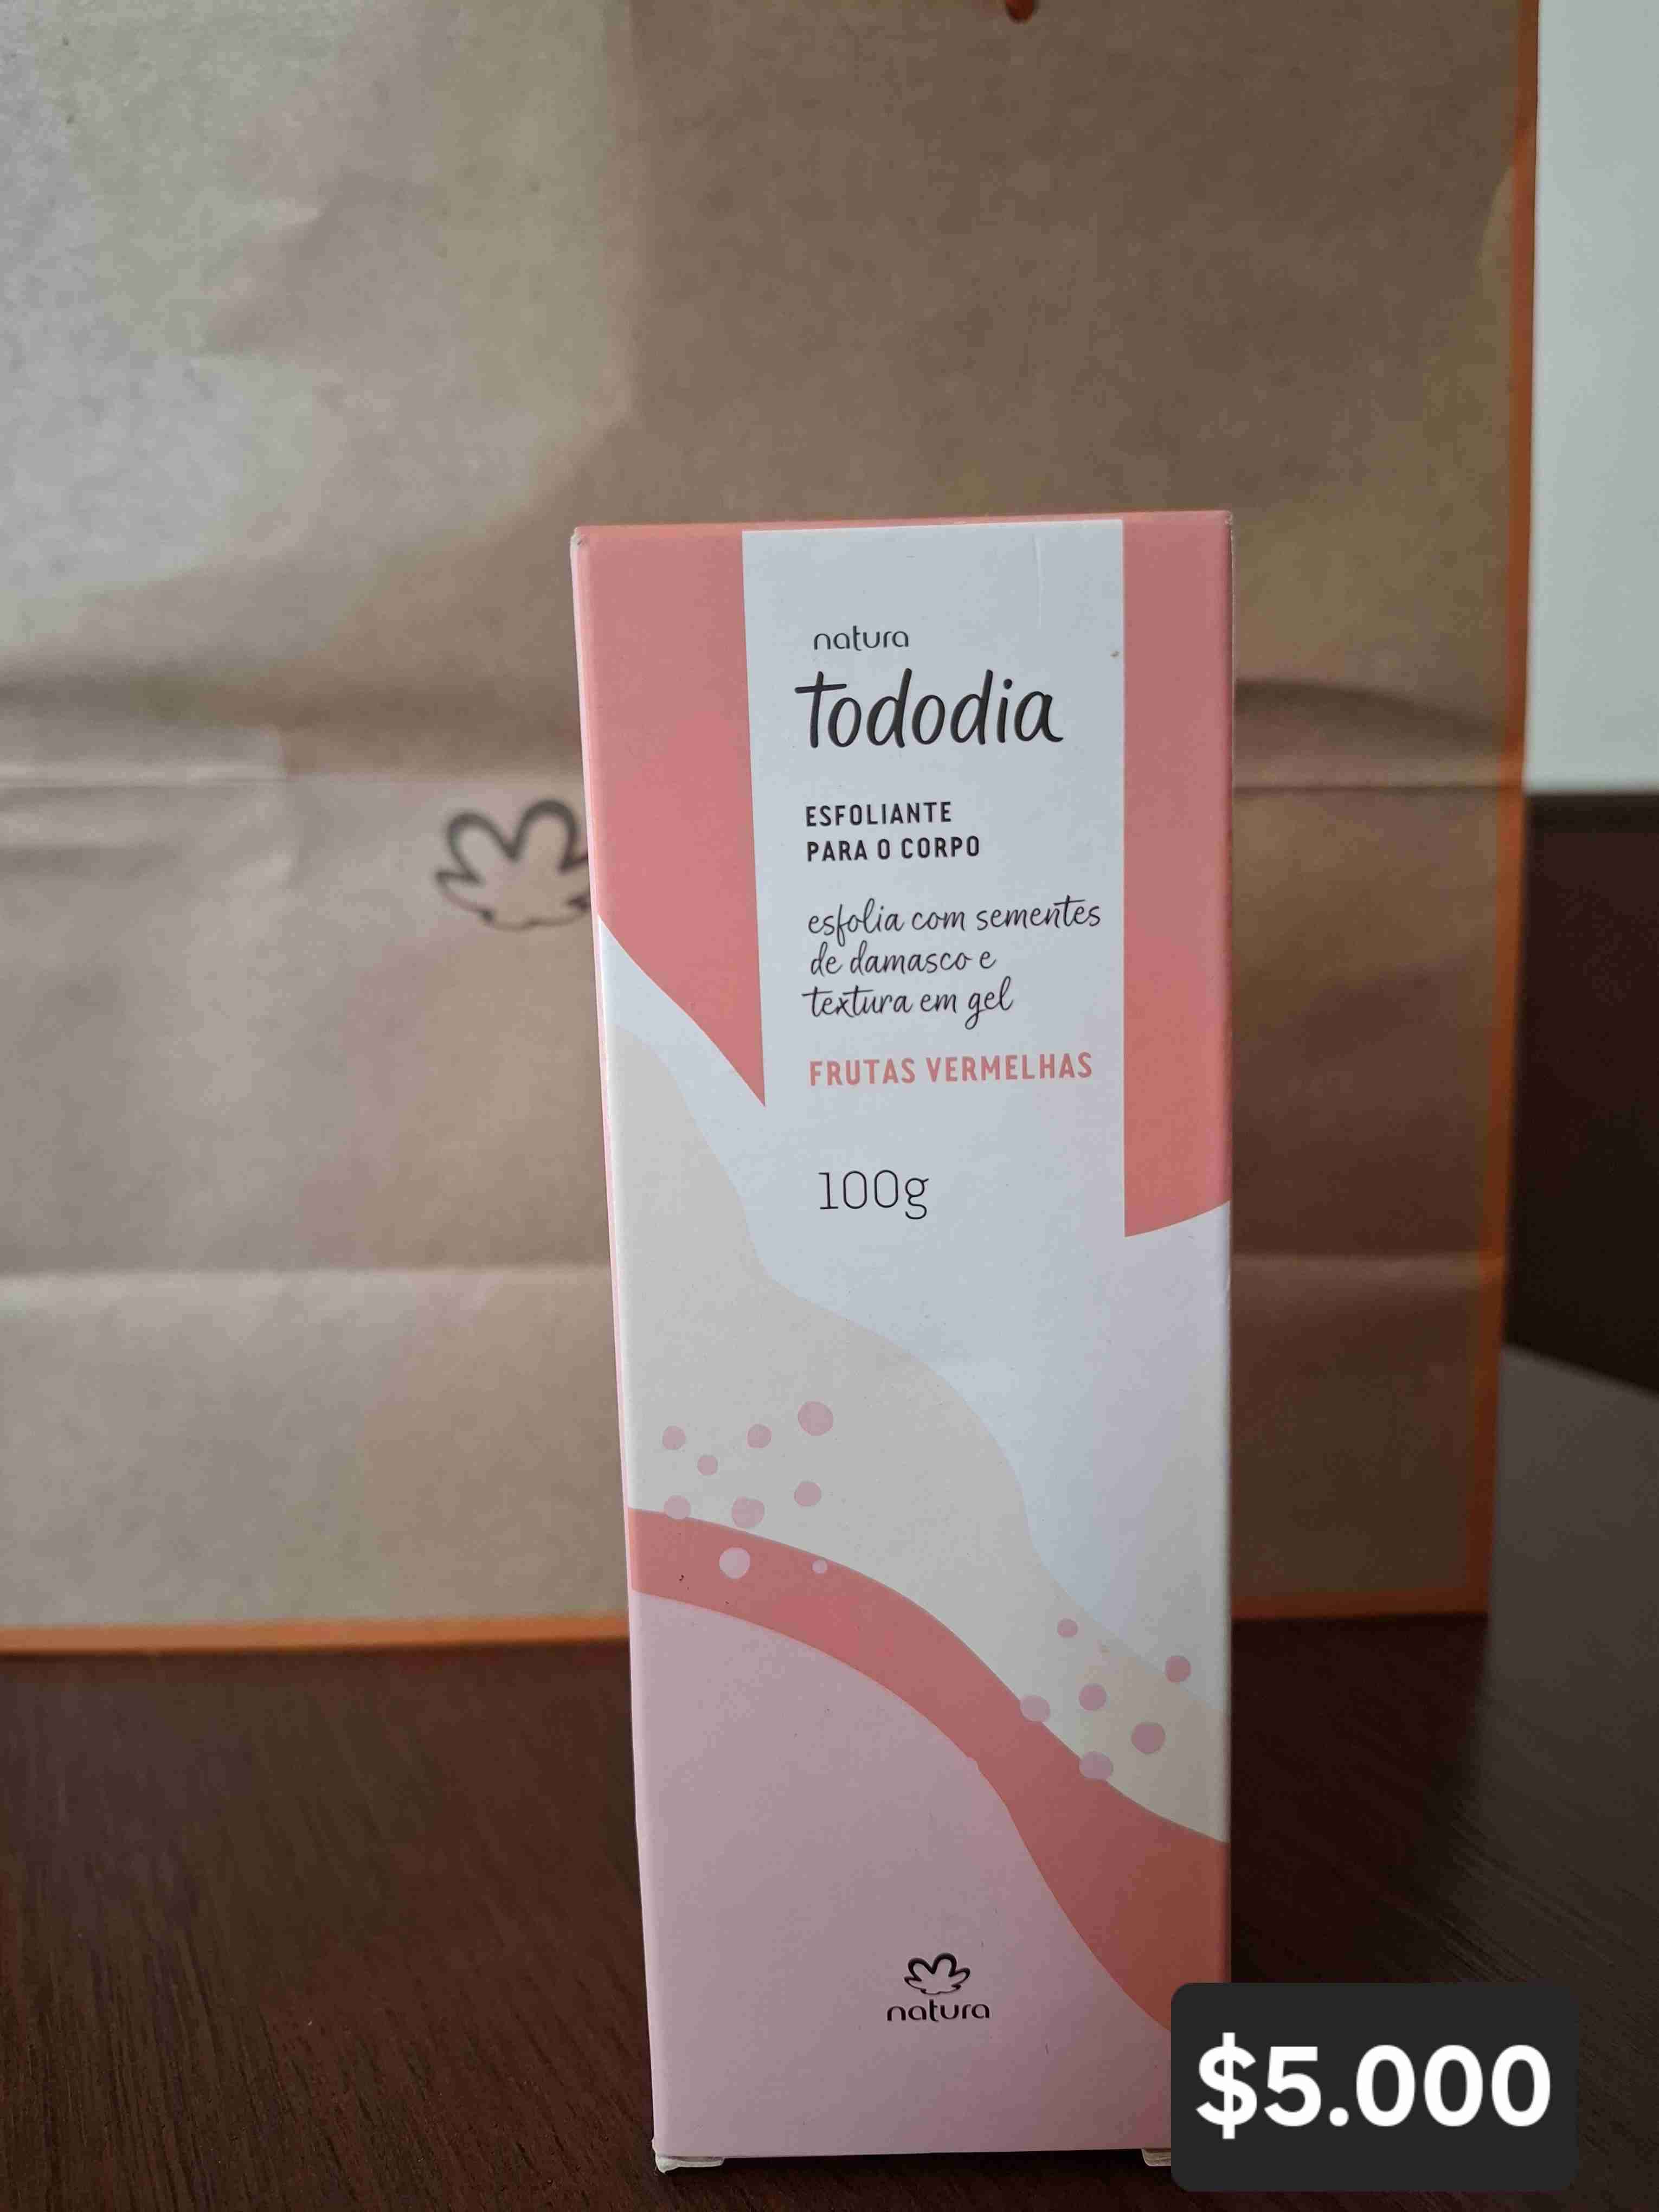 natura
tododia
ESFOLIANTE
PARA O CORPO
esfolia com sementes
de damasco e
textura em gel
FRUTAS VERMELHAS
100g
natura
$5.000